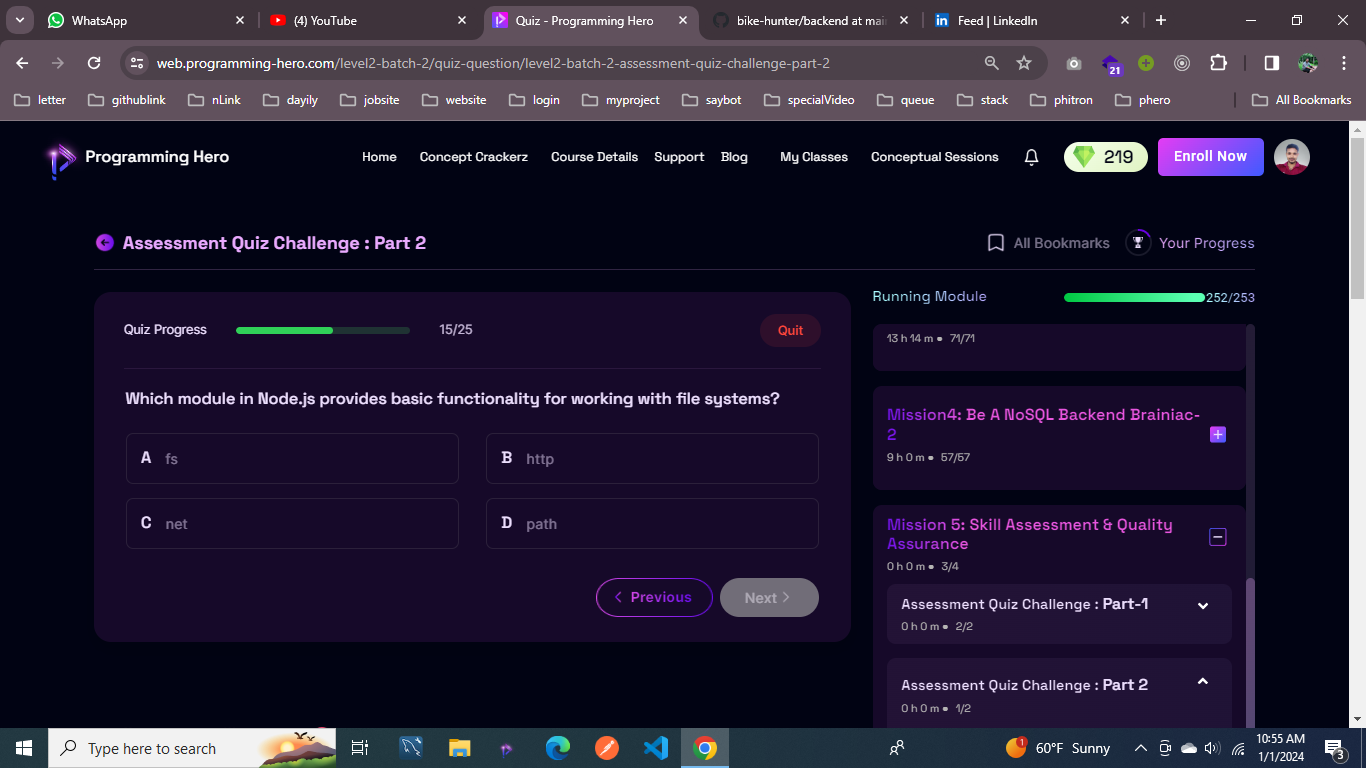 WhatsApp
(4) YouTube
Quiz - Programming Hero
bike-hunter/backend at mai
Feed | LinkedIn
web.programming-hero.com/level2-batch-2/quiz-question/level2-batch-2-assessment-quiz-challenge-part-2
21
letter
githublink
nLink
dayily
jobsite
website
login
myproject
saybot
specialVideo
queue
stack
phitron
phero
All Bookmarks
Programming Hero
Home
Concept Crackerz
Course Details
Support
Blog
My Classes
Conceptual Sessions
219
Enroll Now
Assessment Quiz Challenge : Part 2
All Bookmarks
Your Progress
Quiz Progress
15/25
Quit
Which module in Node.js provides basic functionality for working with file systems?
A fs
B http
C net
D path
Previous
Next
Running Module
252/253
13 h 14 m ● 71/71
Mission4: Be A NoSQL Backend Brainiac-
2
9 h 0 m ● 57/57
Mission 5: Skill Assessment & Quality
Assurance
0 h 0 m ● 3/4
Assessment Quiz Challenge : Part-1
0 h 0 m ● 2/2
Assessment Quiz Challenge : Part 2
0 h 0 m ● 1/2
Type here to search
1
60°F Sunny
10:55 AM
1/1/2024
3